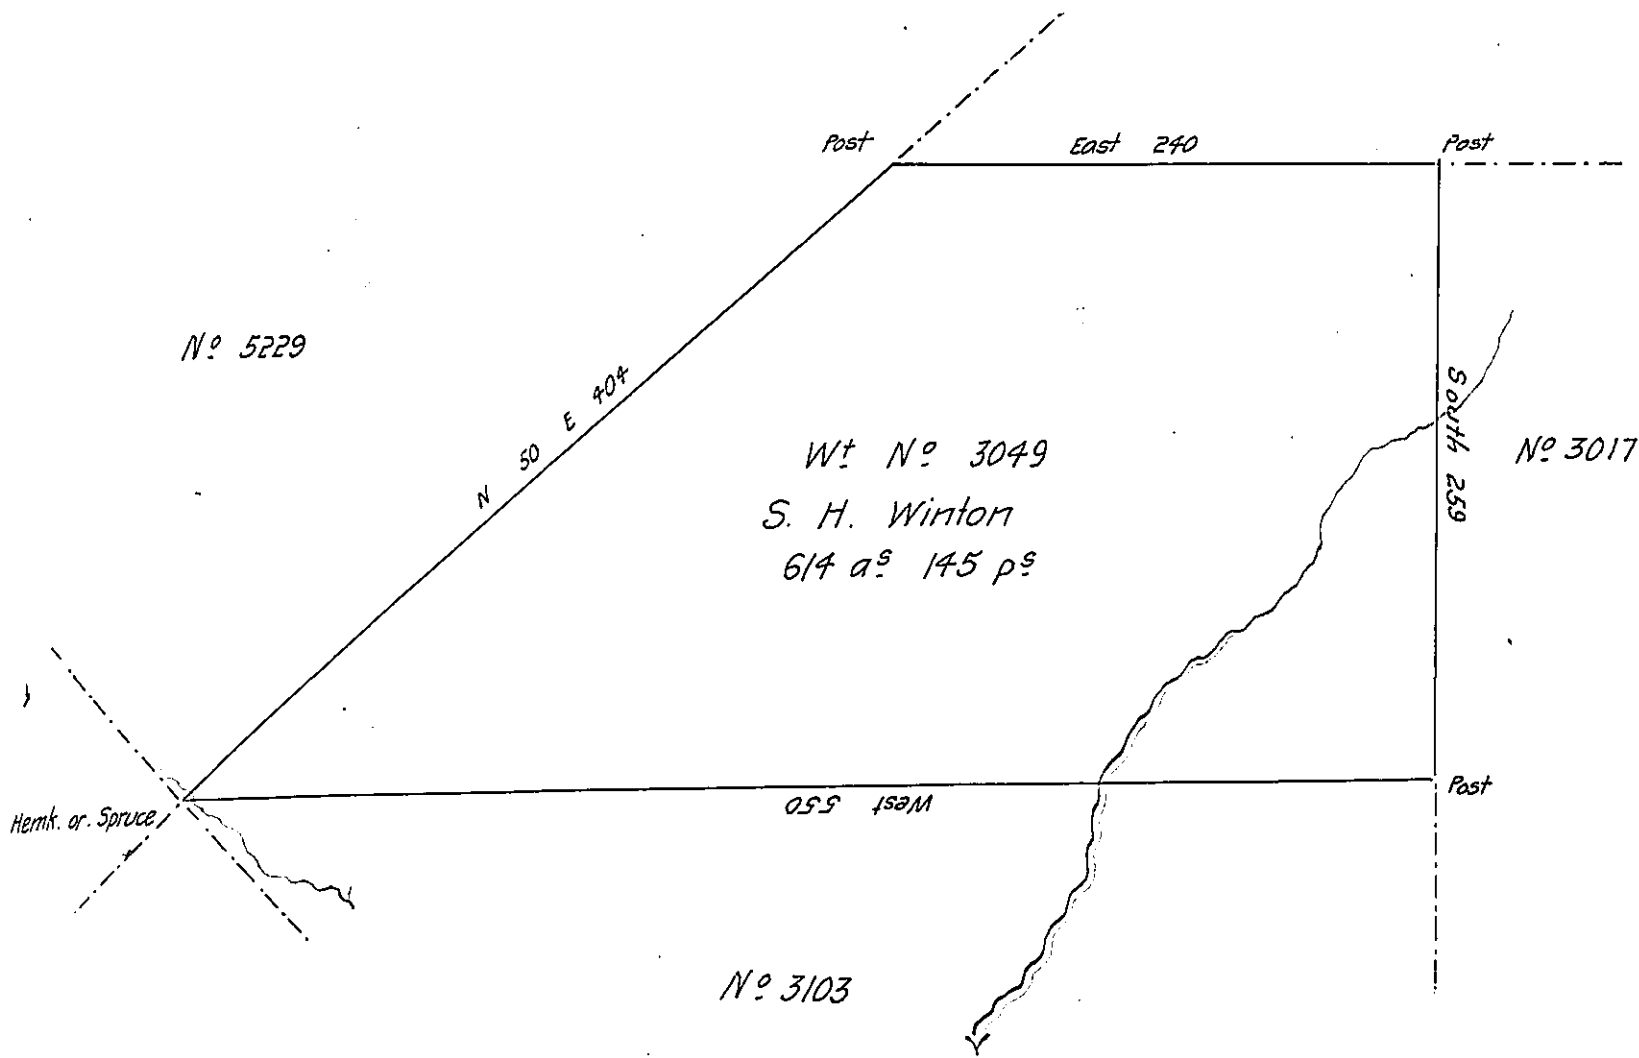 Post
East 240
Post
Nº 5229
N 50 E 404
Wt Nº 3049
S. H. Winton
614 as 145 ps
South 259
Nº 3017
Hemk. or. Spruce
West 550
Post
Nº 3103